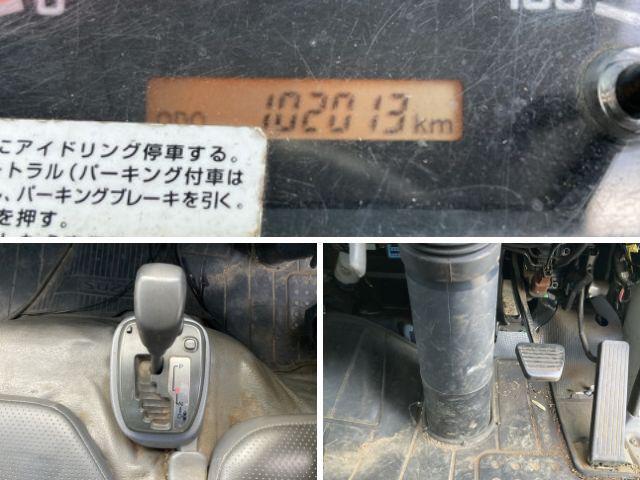 0
100
ODO 102013 km
にアイドリング停車する。
トラル(パーキング付車は
、パーキングブレーキを引く。
を押す。
P
N
D